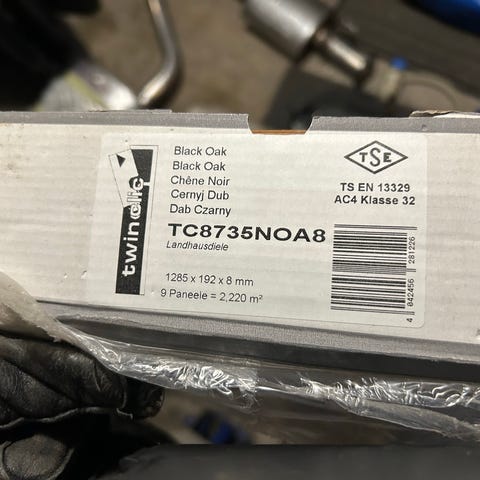 twinclic
Black Oak
Black Oak
Chêne Noir
Cernyj Dub
Dab Czarny
TC8735NOA8
Landhausdiele
1285 x 192 x 8 mm
9 Paneele = 2,220 m²
TSE
TS EN 13329
AC4 Klasse 32
4 042456 281226